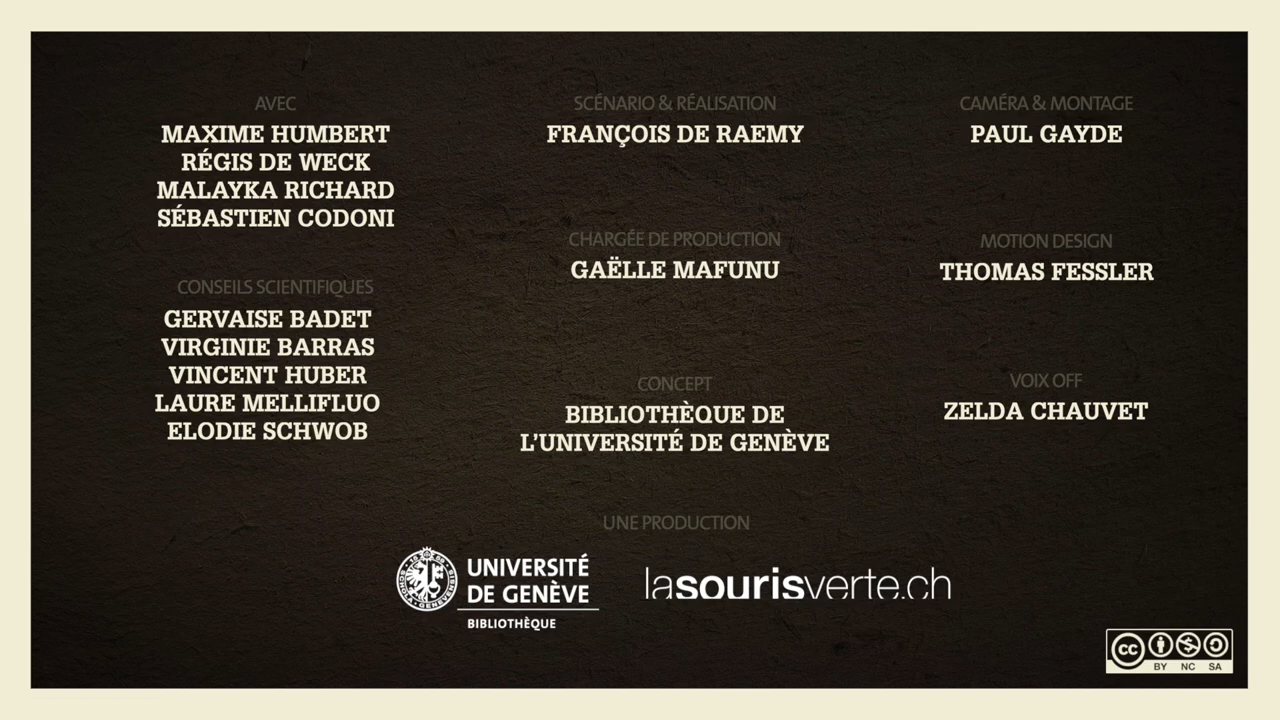 AVEC
MAXIME HUMBERT
RÉGIS DE WECK
MALAYKA RICHARD
SÉBASTIEN CODONI
CONSEILS SCIENTIFIQUES
GERVAISE BADET
VIRGINIE BARRAS
VINCENT HUBER
LAURE MELLIFLUO
ELODIE SCHWOB
SCÉNARIO & RÉALISATION
FRANÇOIS DE RAEMY
CHARGÉE DE PRODUCTION
GAËLLE MAFUNU
CONCEPT
BIBLIOTHÈQUE DE
L'UNIVERSITÉ DE GENÈVE
CAMÉRA & MONTAGE
PAUL GAYDE
MOTION DESIGN
THOMAS FESSLER
VOIX OFF
ZELDA CHAUVET
UNE PRODUCTION
UNIVERSITÉ
DE GENÈVE
BIBLIOTHÈQUE
lasourisverte.ch
cc
BY NC SA